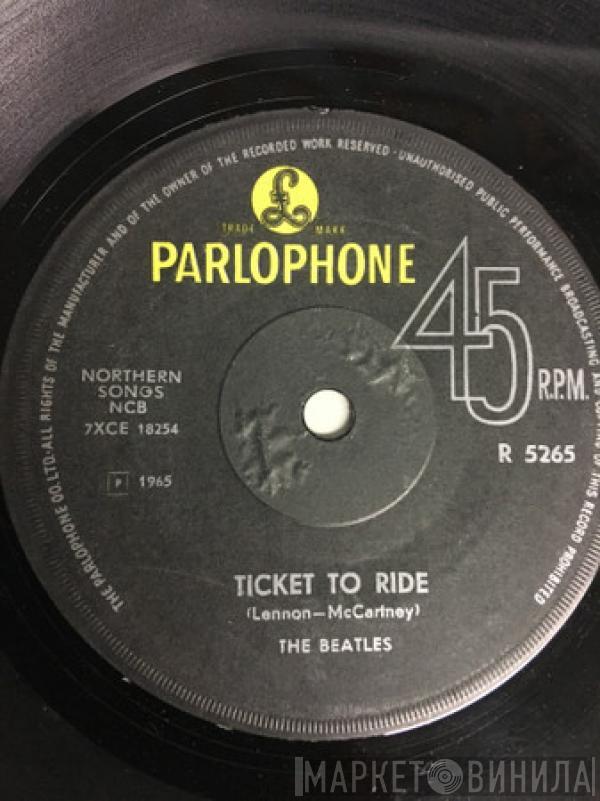 THE PARLOPHONE CO. LTD.-ALL RIGHTS OF THE MANUFACTURER AND OF THE OWNER OF THE RECORDED WORK RESERVED-UNAUTHORISED PUBLIC PERFORMANCE BROADCASTING AND COPYING OF THIS RECORD PROHIBITED
£
TRADE MARK
PARLOPHONE
45
R.P.M.
NORTHERN
SONGS
NCB
7XCE 18254
R 5265
P 1965
TICKET TO RIDE
(Lennon—McCartney)
THE BEATLES
МАРКЕТ ВИНИЛА